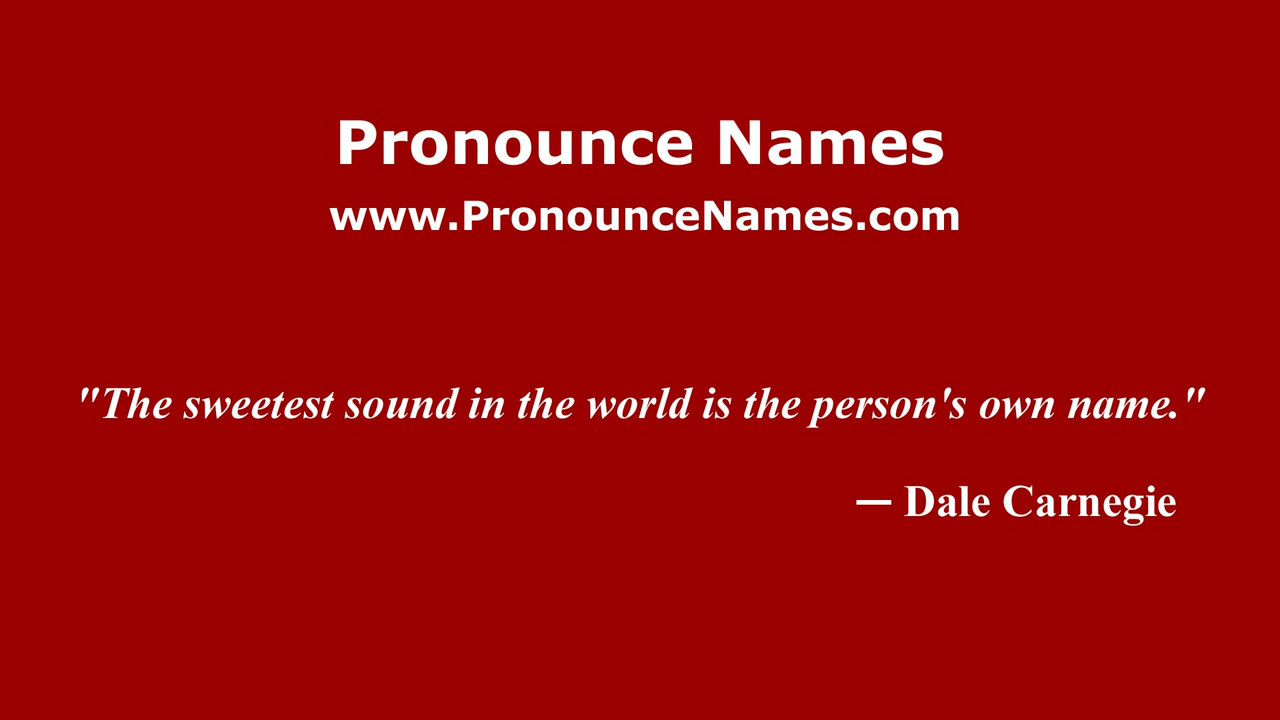 Pronounce Names
www.PronounceNames.com
"The sweetest sound in the world is the person's own name."
— Dale Carnegie